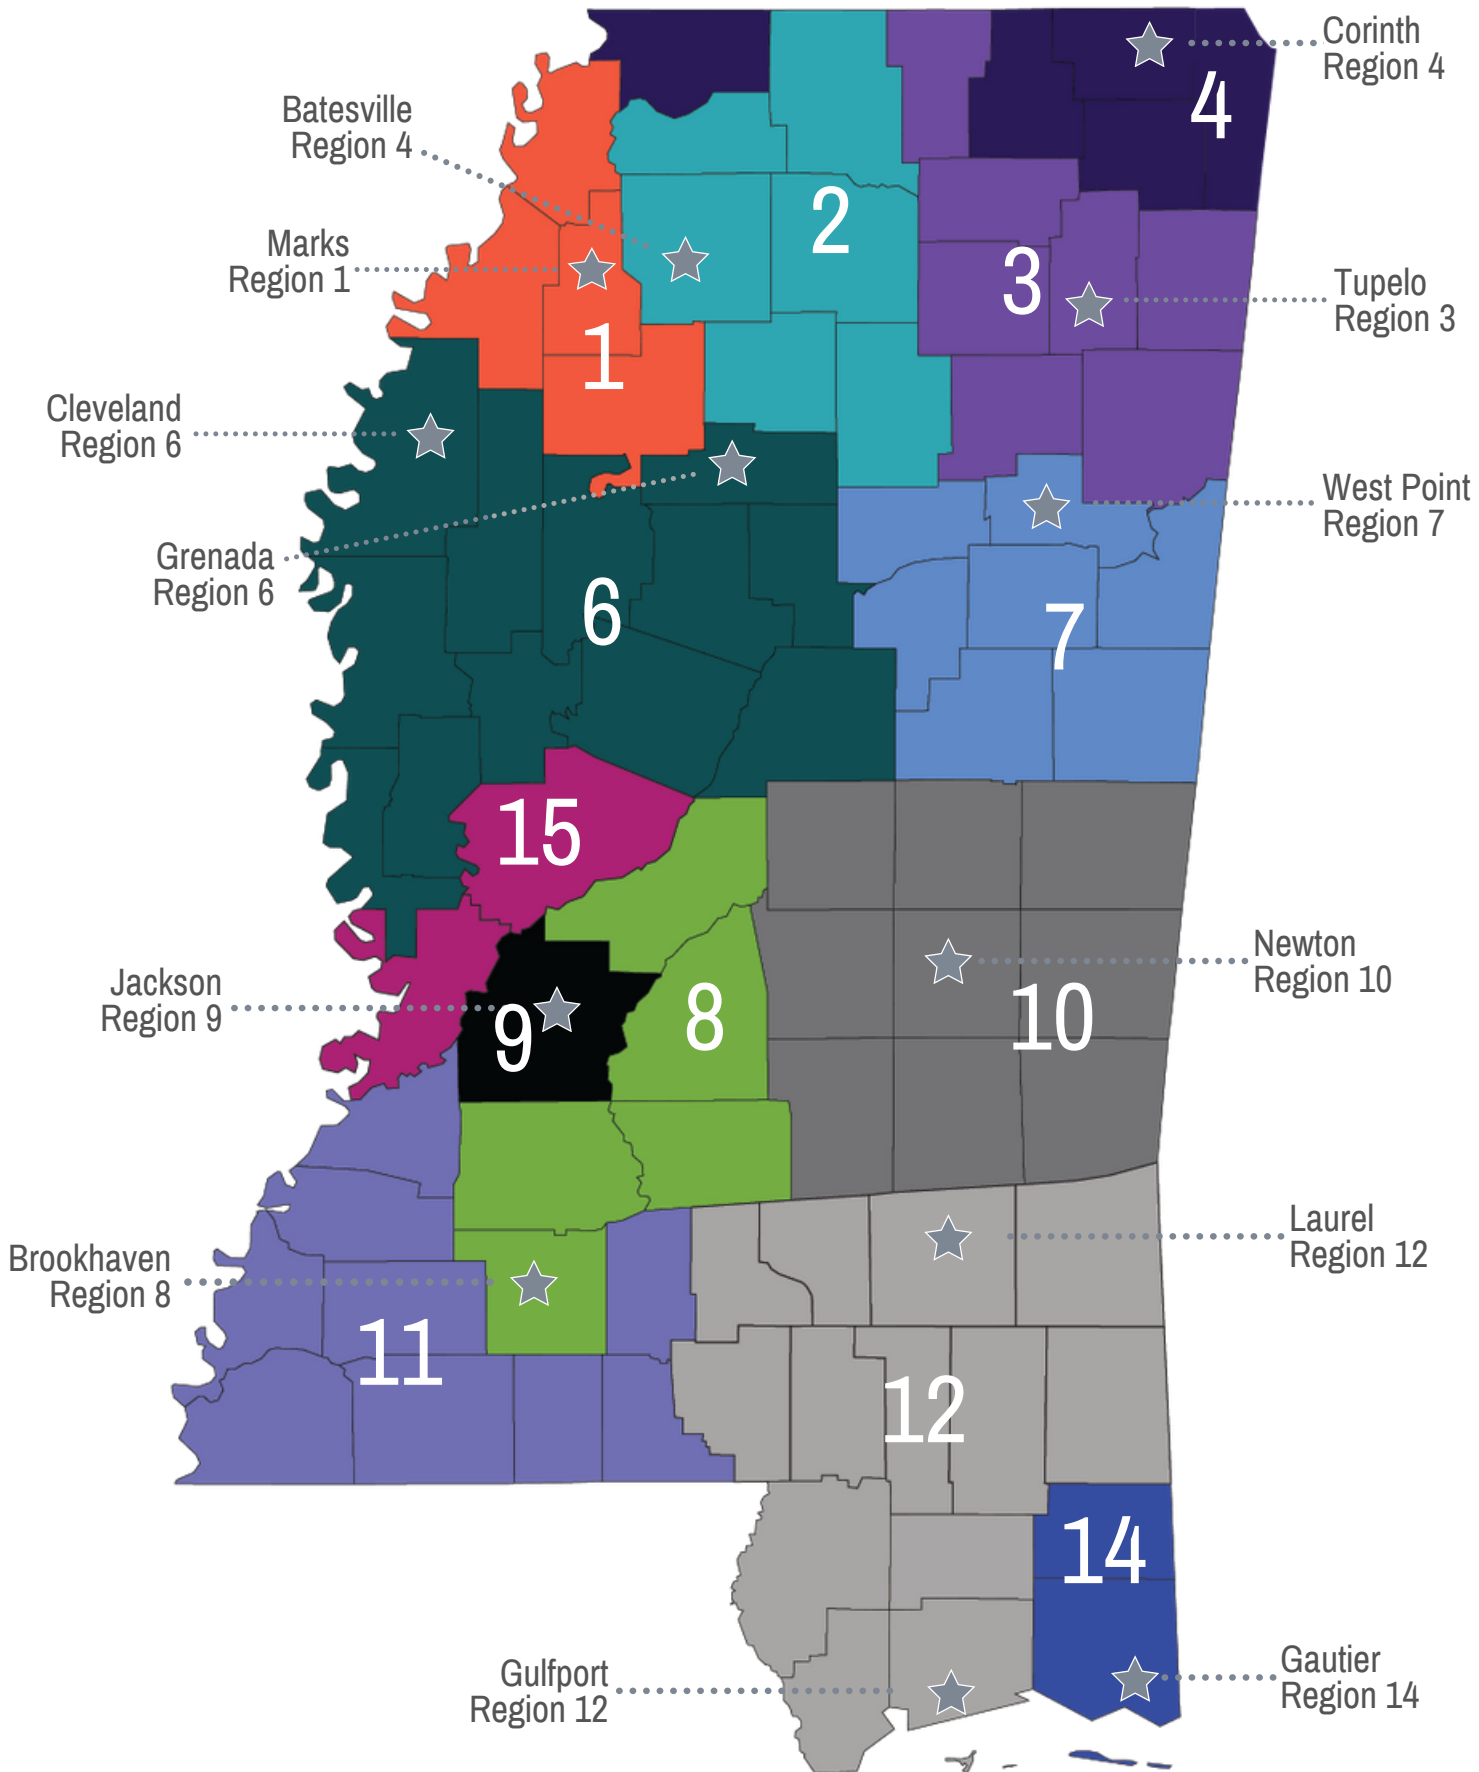 Corinth
Region 4
4
Batesville
Region 4
2
Marks
Region 1
3
Tupelo
Region 3
1
Cleveland
Region 6
West Point
Region 7
Grenada
Region 6
6
7
15
Newton
Region 10
Jackson
Region 9
9
8
10
Laurel
Region 12
Brookhaven
Region 8
11
12
14
Gulfport
Region 12
Gautier
Region 14